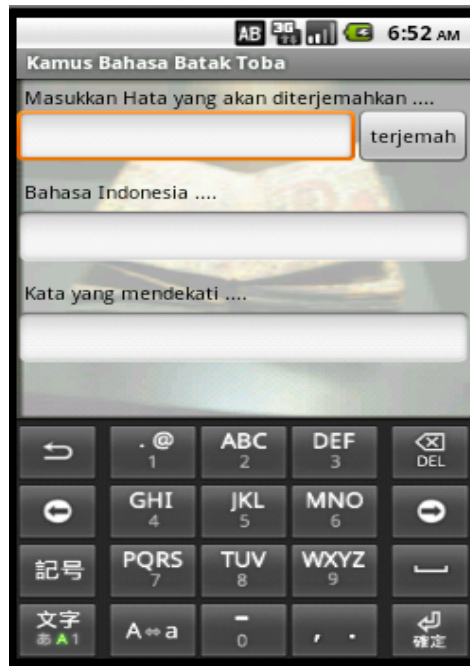 AB 3G 6:52 AM
Kamus Bahasa Batak Toba
Masukkan Hata yang akan diterjemahkan ....
terjemah
Bahasa Indonesia ....
Kata yang mendekati ....
. @ ABC DEF DEL
1 2 3
GHI JKL MNO
4 5 6
記号 PQRS TUV WXYZ
7 8 9
文字 A⇔a - , . 確定
あA1 0